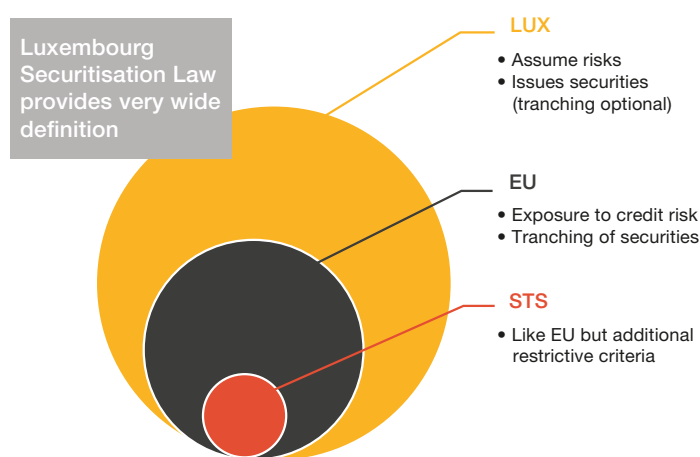 Luxembourg
Securitisation Law
provides very wide
definition
LUX
• Assume risks
• Issues securities
(tranching optional)
EU
• Exposure to credit risk
• Tranching of securities
STS
• Like EU but additional
restrictive criteria